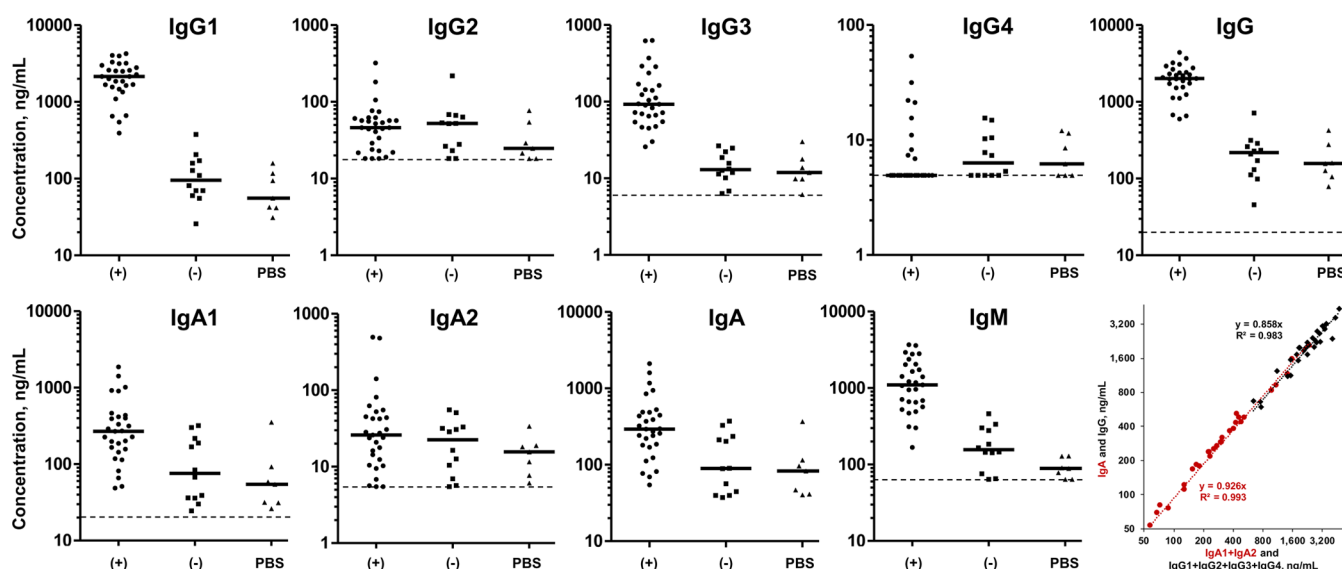 IgG1
IgG2
IgG3
IgG4
IgG
Concentration, ng/mL
10000
1000
100
10
(+)
(-)
PBS
1000
100
10
1
(+)
(-)
PBS
1000
100
10
1
(+)
(-)
PBS
100
10
1
(+)
(-)
PBS
10000
1000
100
10
(+)
(-)
PBS
IgA1
IgA2
IgA
IgM
Concentration, ng/mL
10000
1000
100
10
(+)
(-)
PBS
1000
100
10
1
(+)
(-)
PBS
10000
1000
100
10
(+)
(-)
PBS
10000
1000
100
10
(+)
(-)
PBS
IgA and IgG, ng/mL
3,200
1,600
800
400
200
100
50
y = 0.858x
R² = 0.983
y = 0.926x
R² = 0.993
50 100 200 400 800 1,600 3,200
IgA1+IgA2 and
IgG1+IgG2+IgG3+IgG4, ng/mL